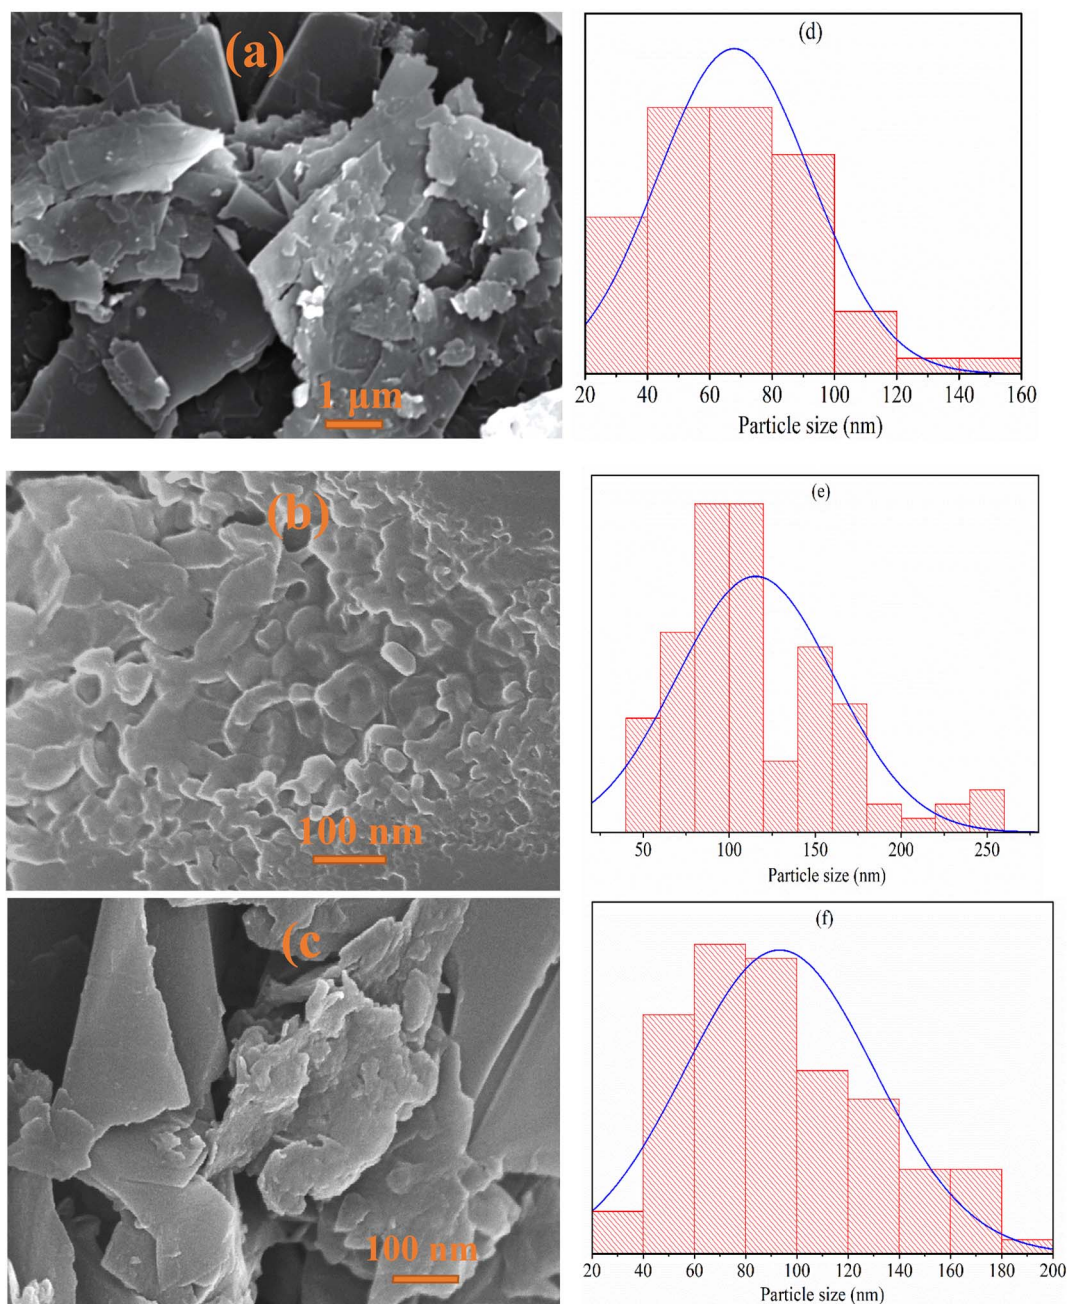 (a)
1 μm
(d)
20 40 60 80 100 120 140 160
Particle size (nm)
(b)
100 nm
(e)
50 100 150 200 250
Particle size (nm)
(c
100 nm
(f)
20 40 60 80 100 120 140 160 180 200
Particle size (nm)